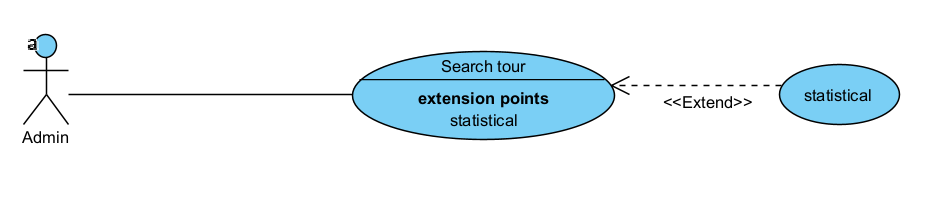 a
Admin
Search tour
extension points
statistical
<<Extend>>
statistical